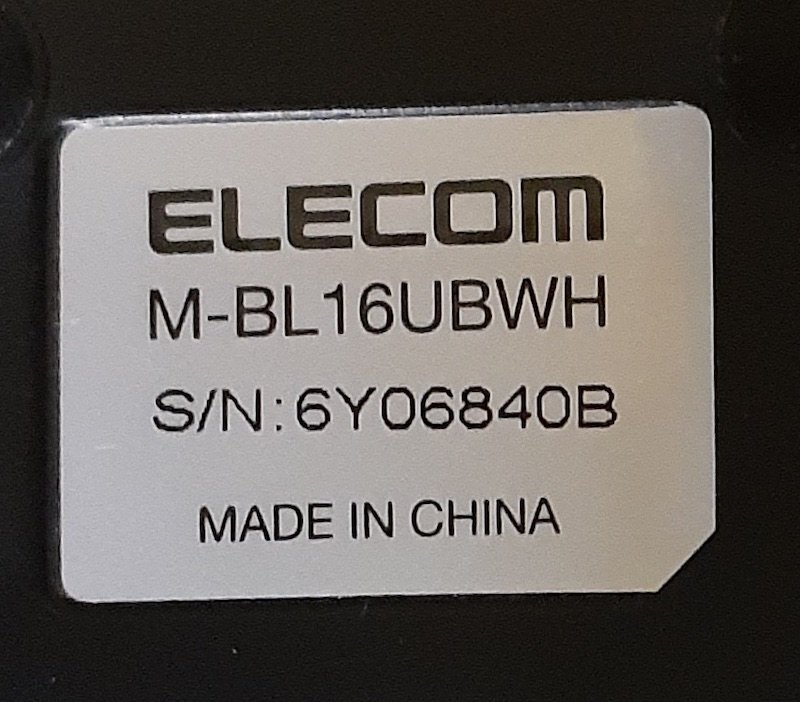 ELECOM
M-BL16UBWH
S/N:6Y06840B
MADE IN CHINA